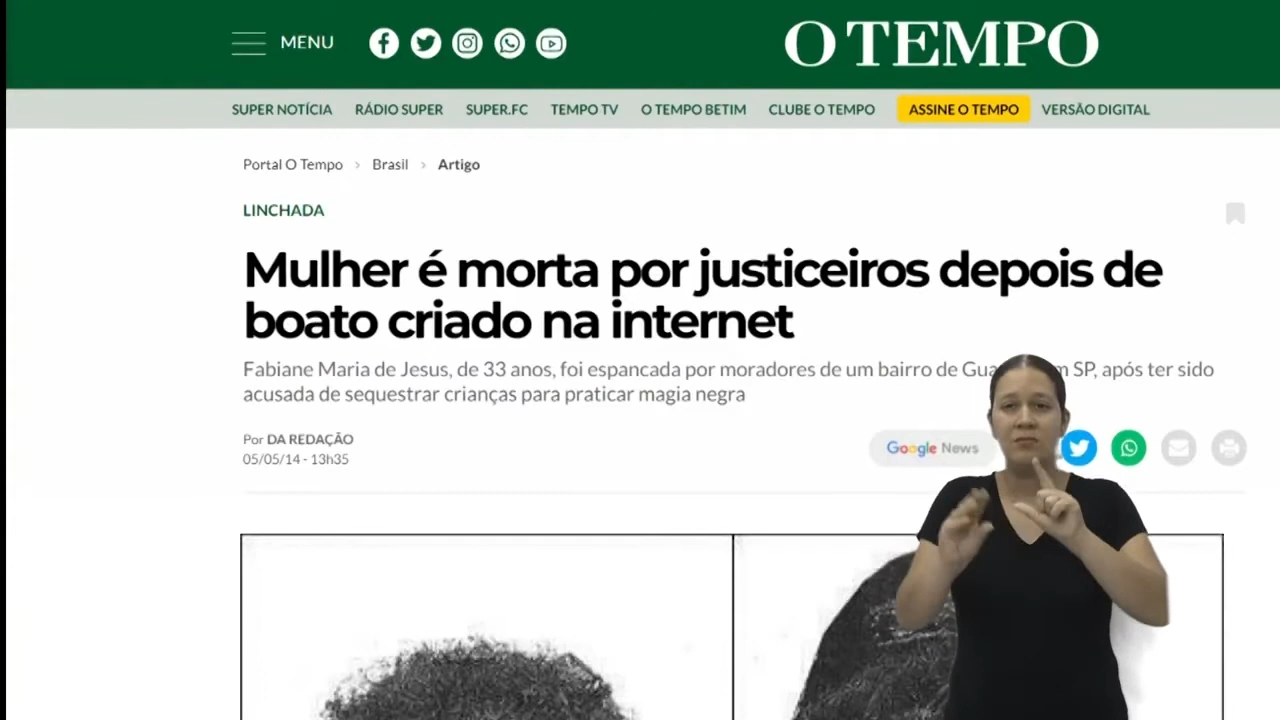 MENU
O TEMPO
SUPER NOTÍCIA RÁDIO SUPER SUPER.FC TEMPO TV O TEMPO BETIM CLUBE O TEMPO ASSINE O TEMPO VERSÃO DIGITAL
Portal O Tempo › Brasil › Artigo
LINCHADA
Mulher é morta por justiceiros depois de
boato criado na internet
Fabiane Maria de Jesus, de 33 anos, foi espancada por moradores de um bairro de SP, após ter sido
acusada de sequestrar crianças para praticar magia negra
Por DA REDAÇÃO
05/05/14 - 13h35
Google News